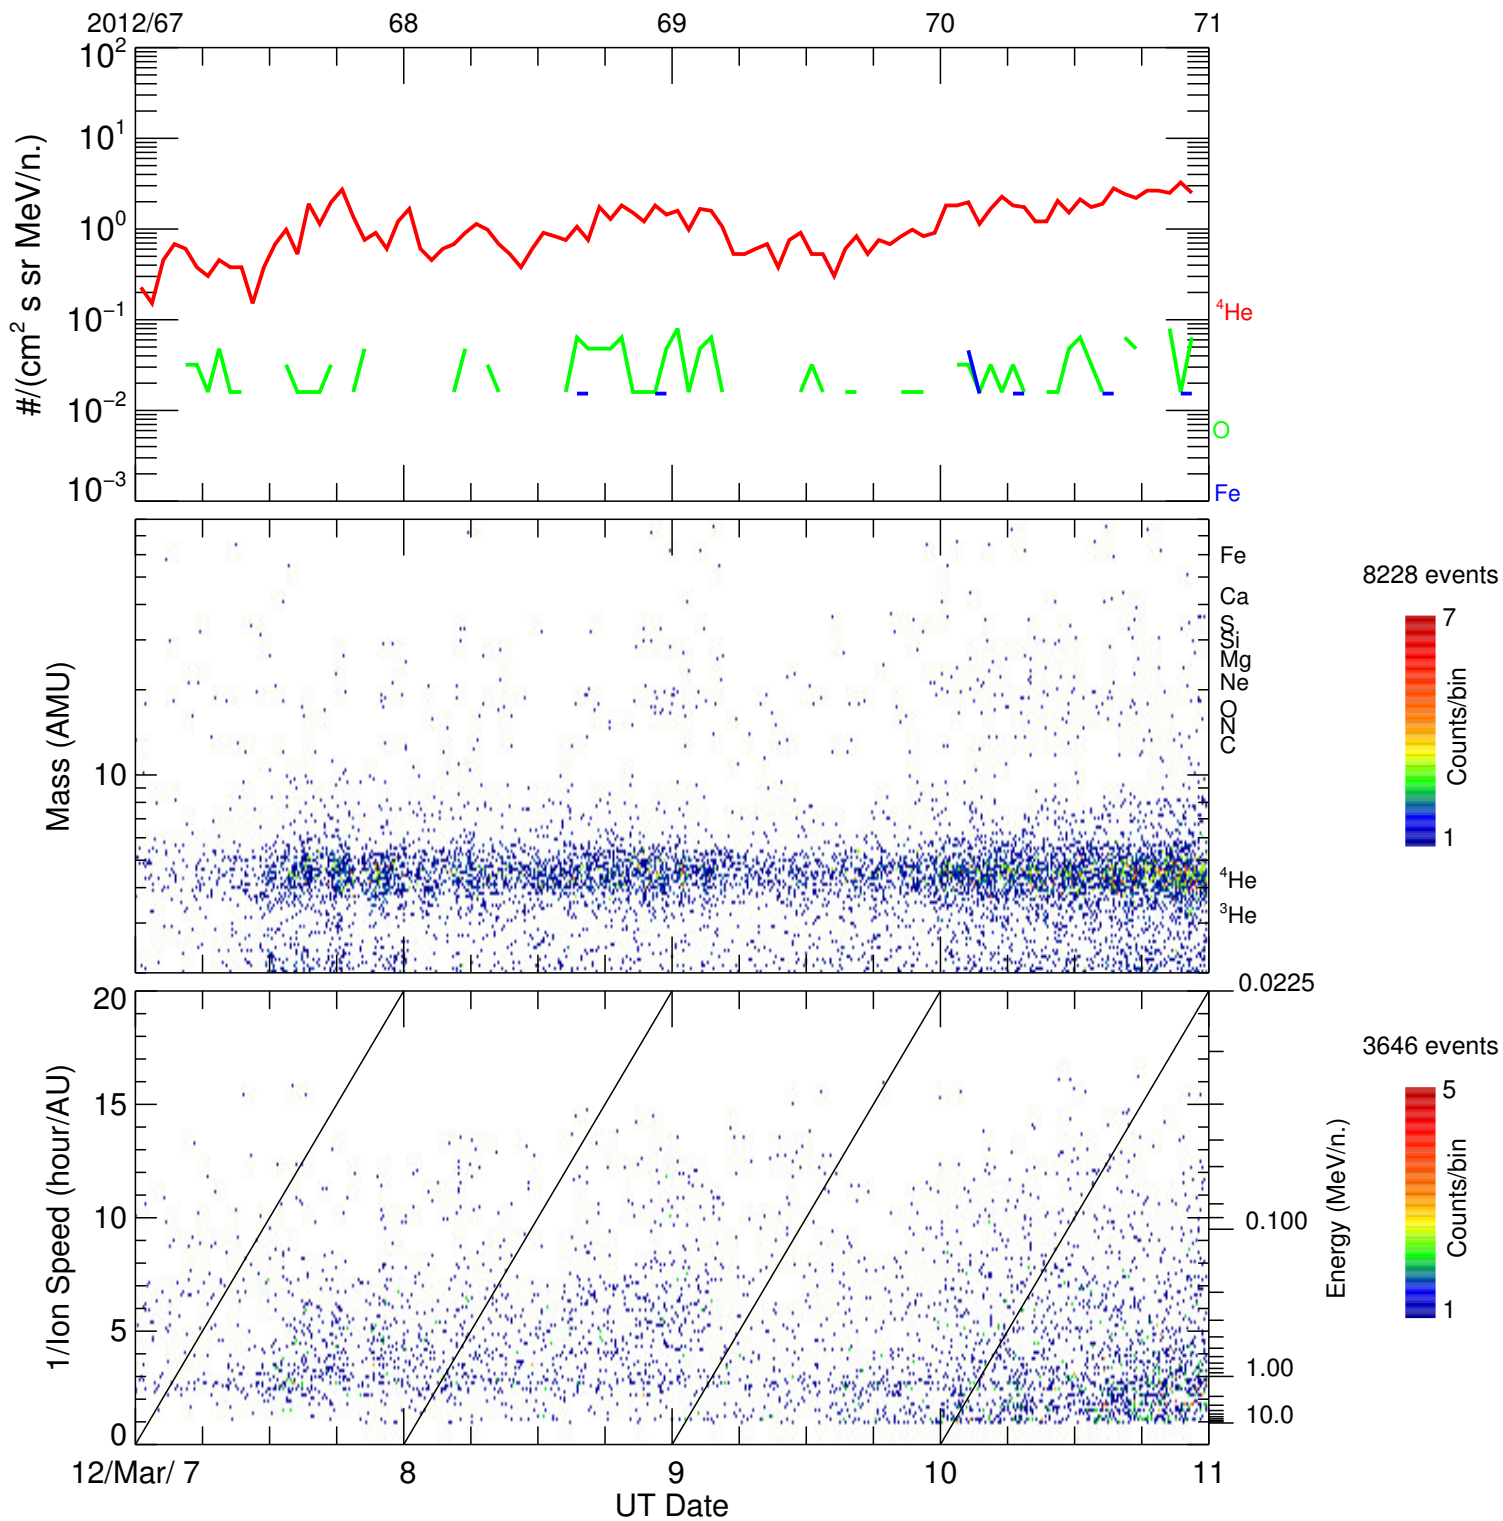 2012/67 68 69 70 71
10² 10¹ 10⁰ 10⁻¹ 10⁻² 10⁻³
#/(cm² s sr MeV/n.)
⁴He
O
Fe
Mass (AMU)
10
Fe
Ca
S
Si
Mg
Ne
O
N
C
⁴He
³He
8228 events
7
Counts/bin
1
1/Ion Speed (hour/AU)
20
15
10
5
0
0.0225
0.100
1.00
10.0
Energy (MeV/n.)
3646 events
5
Counts/bin
1
12/Mar/ 7 8 9 10 11
UT Date